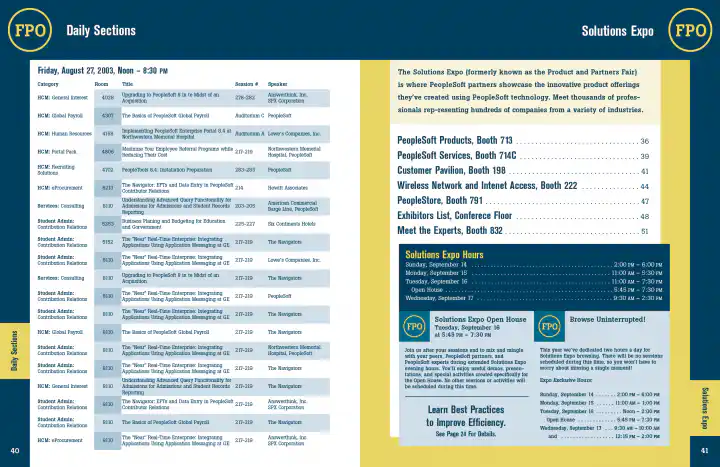 FPO
Daily Sections
Friday, August 27, 2003, Noon – 8:30 PM
Category Room Title Session # Speaker
HCM: General Interest 4028 Upgrading to PeopleSoft 8 in te Midst of an Acquisition 278-283 Answerthink, Inc. SPX Corporation
HCM: Global Payroll 4307 The Basics of PeopleSoft Global Payroll Auditorium C PeopleSoft
HCM: Human Resources 4168 Implementing PeopleSoft Enterprise Portal 8.4 at Northwestern Memorial Hospital Auditorium A Lowe's Companies, Inc.
HCM: Portal Pack 4806 Maximize Your Employee Referrals while Reducing Their Cost 217-219 Northwestern Memorial Hospital, PeopleSoft
HCM: Recruiting Solutions 4702 PeopleTools 8.4: Installation Preparation 283-293 PeopleSoft
HCM: eProcurement 5213 The Navigator: EFTs and Data Entry in PeopleSoft Contributor Relations 214 Hewitt Associates
Services: Consulting 5110 Understanding Advanced Query Functionality for Admissions for Admissions and Student Records Reporting 203-205 American Commercial Barge Line, PeopleSoft
Student Admin: Contribution Relations 5293 Business Planing and Budgeting for Education and Government 225-227 Six Continents Hotels
Student Admin: Contribution Relations 5152 The "Near" Real-Time Enterprise: Integrating Applications Using Application Messaging at GE 217-219 The Navigators
Student Admin: Contribution Relations 5110 The "Near" Real-Time Enterprise: Integrating Applications Using Application Messaging at GE 217-219 Lowe's Companies, Inc.
Services: Consulting 5110 Upgrading to PeopleSoft 8 in te Midst of an Acquisition 217-219 The Navigators
Student Admin: Contribution Relations 5110 The "Near" Real-Time Enterprise: Integrating Applications Using Application Messaging at GE 217-219 PeopleSoft
Student Admin: Contribution Relations 5110 The "Near" Real-Time Enterprise: Integrating Applications Using Application Messaging at GE 217-219 The Navigators
HCM: Global Payroll 5110 The Basics of PeopleSoft Global Payroll 217-219 The Navigators
Student Admin: Contribution Relations 5110 The "Near" Real-Time Enterprise: Integrating Applications Using Application Messaging at GE 217-219 Northwestern Memorial Hospital, PeopleSoft
Student Admin: Contribution Relations 5110 The "Near" Real-Time Enterprise: Integrating Applications Using Application Messaging at GE 217-219 The Navigators
HCM: General Interest 5110 Understanding Advanced Query Functionality for Admissions for Admissions and Student Records Reporting 217-219 The Navigators
Student Admin: Contribution Relations 5110 The Navigator: EFTs and Data Entry in PeopleSoft Contributor Relations 217-219 Answerthink, Inc. SPX Corporation
Student Admin: Contribution Relations 5110 The Basics of PeopleSoft Global Payroll 217-219 The Navigators
HCM: eProcurement 5110 The "Near" Real-Time Enterprise: Integrating Applications Using Application Messaging at GE 217-219 Answerthink, Inc. SPX Corporation
Daily Sections
40
Solutions Expo
FPO
The Solutions Expo (formerly known as the Product and Partners Fair)
is where PeopleSoft partners showcase the innovative product offerings
they've created using PeopleSoft technology. Meet thousands of profes-
sionals rep-resenting hundreds of companies from a variety of industries.
PeopleSoft Products, Booth 713 36
PeopleSoft Services, Booth 714C 39
Customer Pavilion, Booth 198 41
Wireless Network and Intenet Access, Booth 222 44
PeopleStore, Booth 791 47
Exhibitors List, Conferece Floor 48
Meet the Experts, Booth 832 51
Solutions Expo Hours
Sunday, September 14 2:00 PM – 6:00 PM
Monday, September 15 11:00 AM – 5:30 PM
Tuesday, September 16 11:00 AM – 7:30 PM
Open House 5:45 PM – 7:30 PM
Wednesday, September 17 9:30 AM – 2:30 PM
FPO
Solutions Expo Open House
Tuesday, September 16
at 5:45 PM – 7:30 PM
Join us after your sessions end to mix and mingle
with your peers, PeopleSoft partners, and
PeopleSoft experts during extended Solutions Expo
evening hours. You'll enjoy useful demos, presen-
tations, and special activities created specifically for
the Open House. No other sessions or activities will
be scheduled during this time.
Learn Best Practices
to Improve Efficiency.
See Page 24 For Details.
FPO
Browse Uninterrupted!
This year we've dedicated two hours a day for
Solutions Expo browsing. There will be no sessions
scheduled during this time, so you won't have to
worry about missing a single moment!
Expo Exclusive Hours:
Sunday, September 14 2:00 PM – 6:00 PM
Monday, September 15 11:00 AM – 1:00 PM
Tuesday, September 16 Noon – 2:00 PM
Open House 5:45 PM – 7:30 PM
Wednesday, September 17 9:30 AM – 10:00 AM
and 12:15 PM – 2:00 PM
Solutions Expo
41